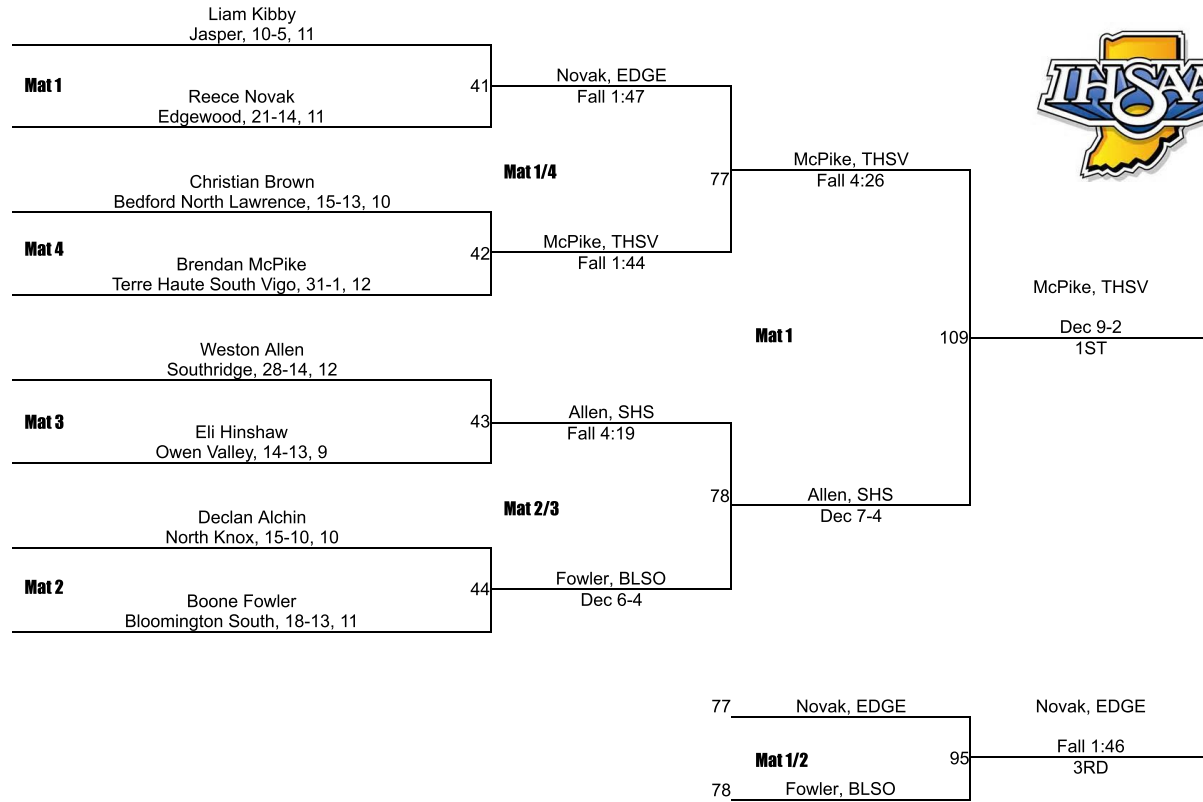 Liam Kibby
Jasper, 10-5, 11
Mat 1
41
Reece Novak
Edgewood, 21-14, 11
Novak, EDGE
Fall 1:47
Mat 1/4
77
Christian Brown
Bedford North Lawrence, 15-13, 10
Mat 4
42
Brendan McPike
Terre Haute South Vigo, 31-1, 12
McPike, THSV
Fall 1:44
McPike, THSV
Fall 4:26
Mat 1
109
Weston Allen
Southridge, 28-14, 12
Mat 3
43
Eli Hinshaw
Owen Valley, 14-13, 9
Allen, SHS
Fall 4:19
Mat 2/3
78
Declan Alchin
North Knox, 15-10, 10
Mat 2
44
Boone Fowler
Bloomington South, 18-13, 11
Fowler, BLSO
Dec 6-4
Allen, SHS
Dec 7-4
IHSAA
McPike, THSV
Dec 9-2
1ST
77
Novak, EDGE
Mat 1/2
95
78
Fowler, BLSO
Novak, EDGE
Fall 1:46
3RD